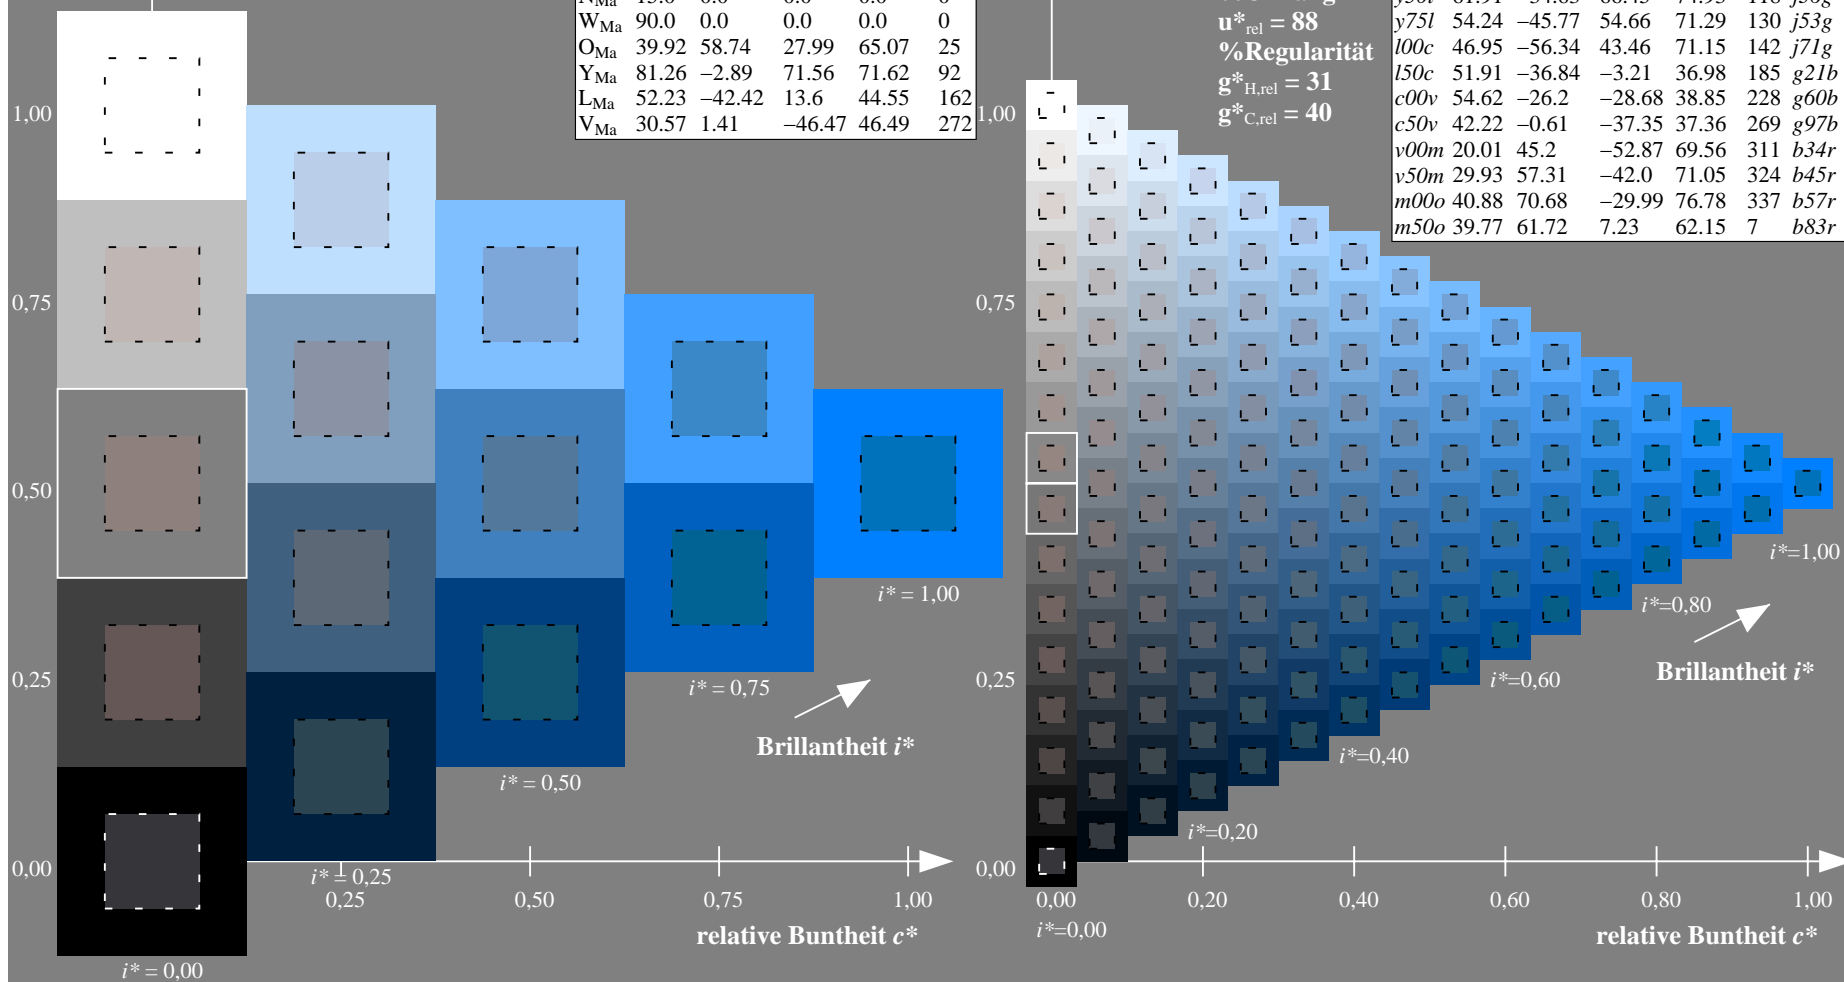 W_Ma 90.0 0.0 0.0 0.0 0
O_Ma 39.92 58.74 27.99 65.07 25
Y_Ma 81.26 −2.89 71.56 71.62 92
L_Ma 52.23 −42.42 13.6 44.55 162
V_Ma 30.57 1.41 −46.47 46.49 272
u*rel = 88
%Regularität
g*H,rel = 31
g*C,rel = 40
y75l 54.24 −45.77 54.66 71.29 130 j53g
l00c 46.95 −56.34 43.46 71.15 142 j71g
l50c 51.91 −36.84 −3.21 36.98 185 g21b
c00v 54.62 −26.2 −28.68 38.85 228 g60b
c50v 42.22 −0.61 −37.35 37.36 269 g97b
v00m 20.01 45.2 −52.87 69.56 311 b34r
v50m 29.93 57.31 −42.0 71.05 324 b45r
m00o 40.88 70.68 −29.99 76.78 337 b57r
m50o 39.77 61.72 7.23 62.15 7 b83r
1,00
0,75
0,50
0,25
0,00
i* = 1,00
i* = 0,75
Brillantheit i*
i* = 0,50
i* = 0,25
0,25 0,50 0,75 1,00
relative Buntheit c*
i* = 0,00
1,00
0,75
0,50
0,25
0,00
i*=1,00
i*=0,80
Brillantheit i*
i*=0,60
i*=0,40
i*=0,20
0,00 0,20 0,40 0,60 0,80 1,00
i*=0,00
relative Buntheit c*